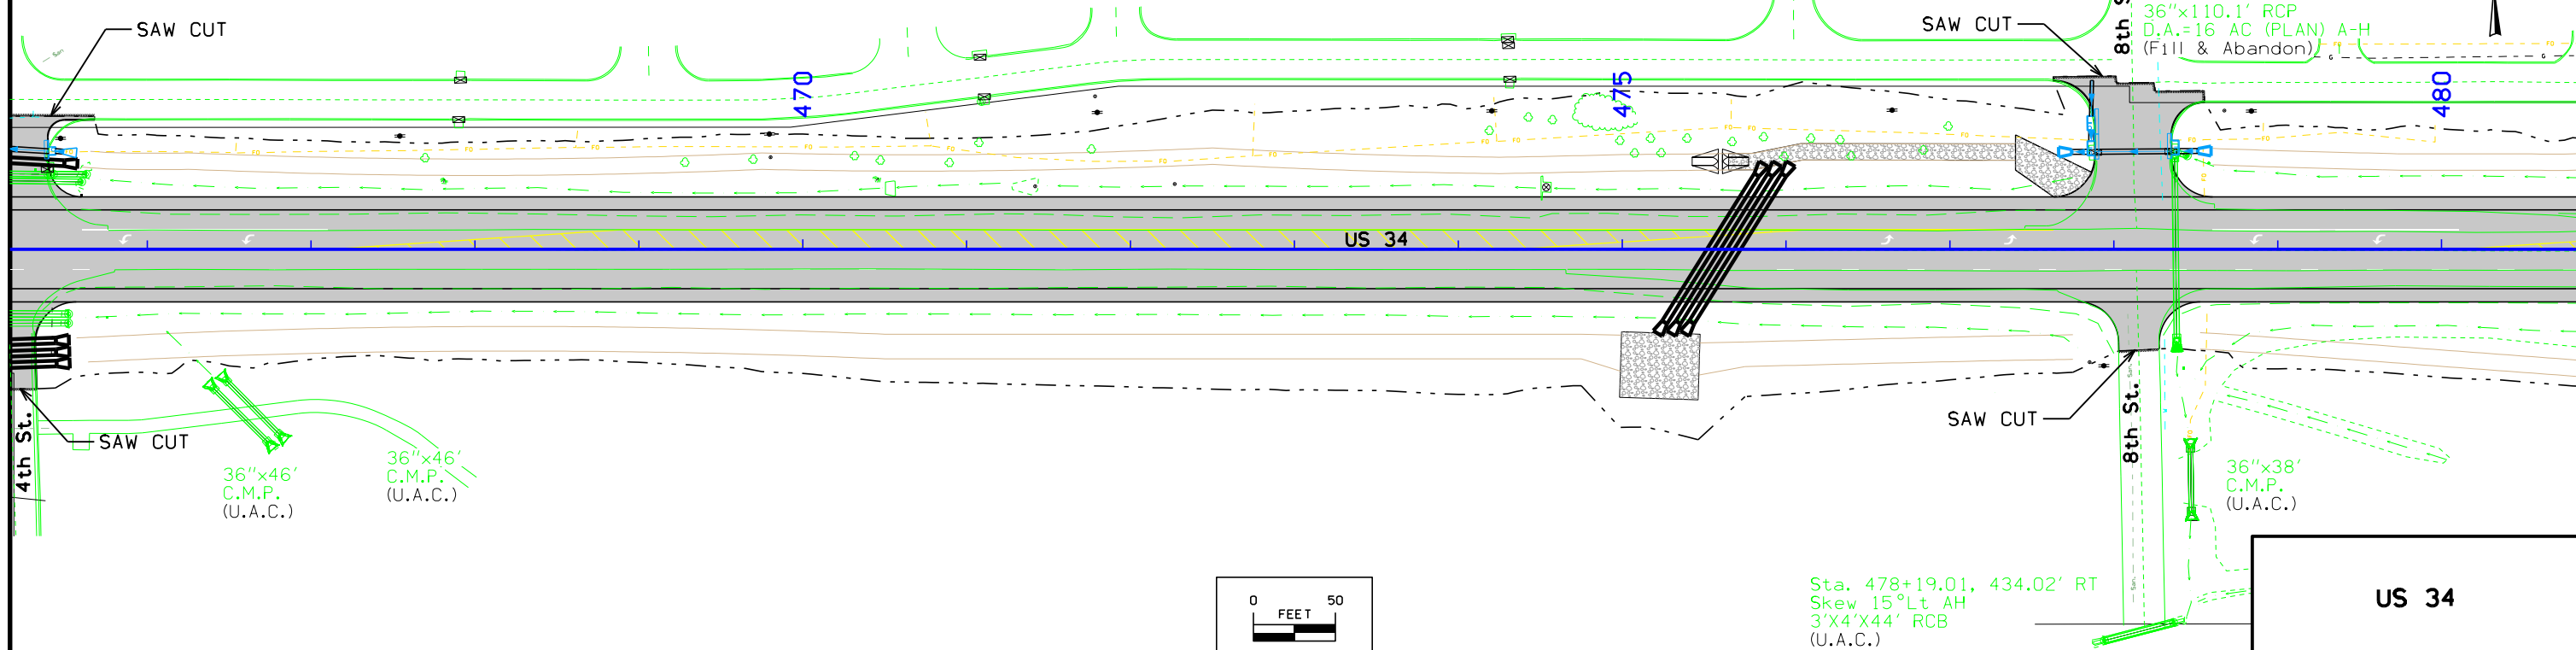 SAW CUT
SAW CUT
8th S
36"x110.1' RCP
D.A.=16 AC (PLAN) A-H
(Fill & Abandon)
470
475
480
US 34
4th St.
SAW CUT
36"x46'
C.M.P.
(U.A.C.)
36"x46'
C.M.P.
(U.A.C.)
SAW CUT
8th St.
36"x38'
C.M.P.
(U.A.C.)
0 50
FEET
Sta. 478+19.01, 434.02' RT
Skew 15°Lt AH
3'X4'X44' RCB
(U.A.C.)
US 34